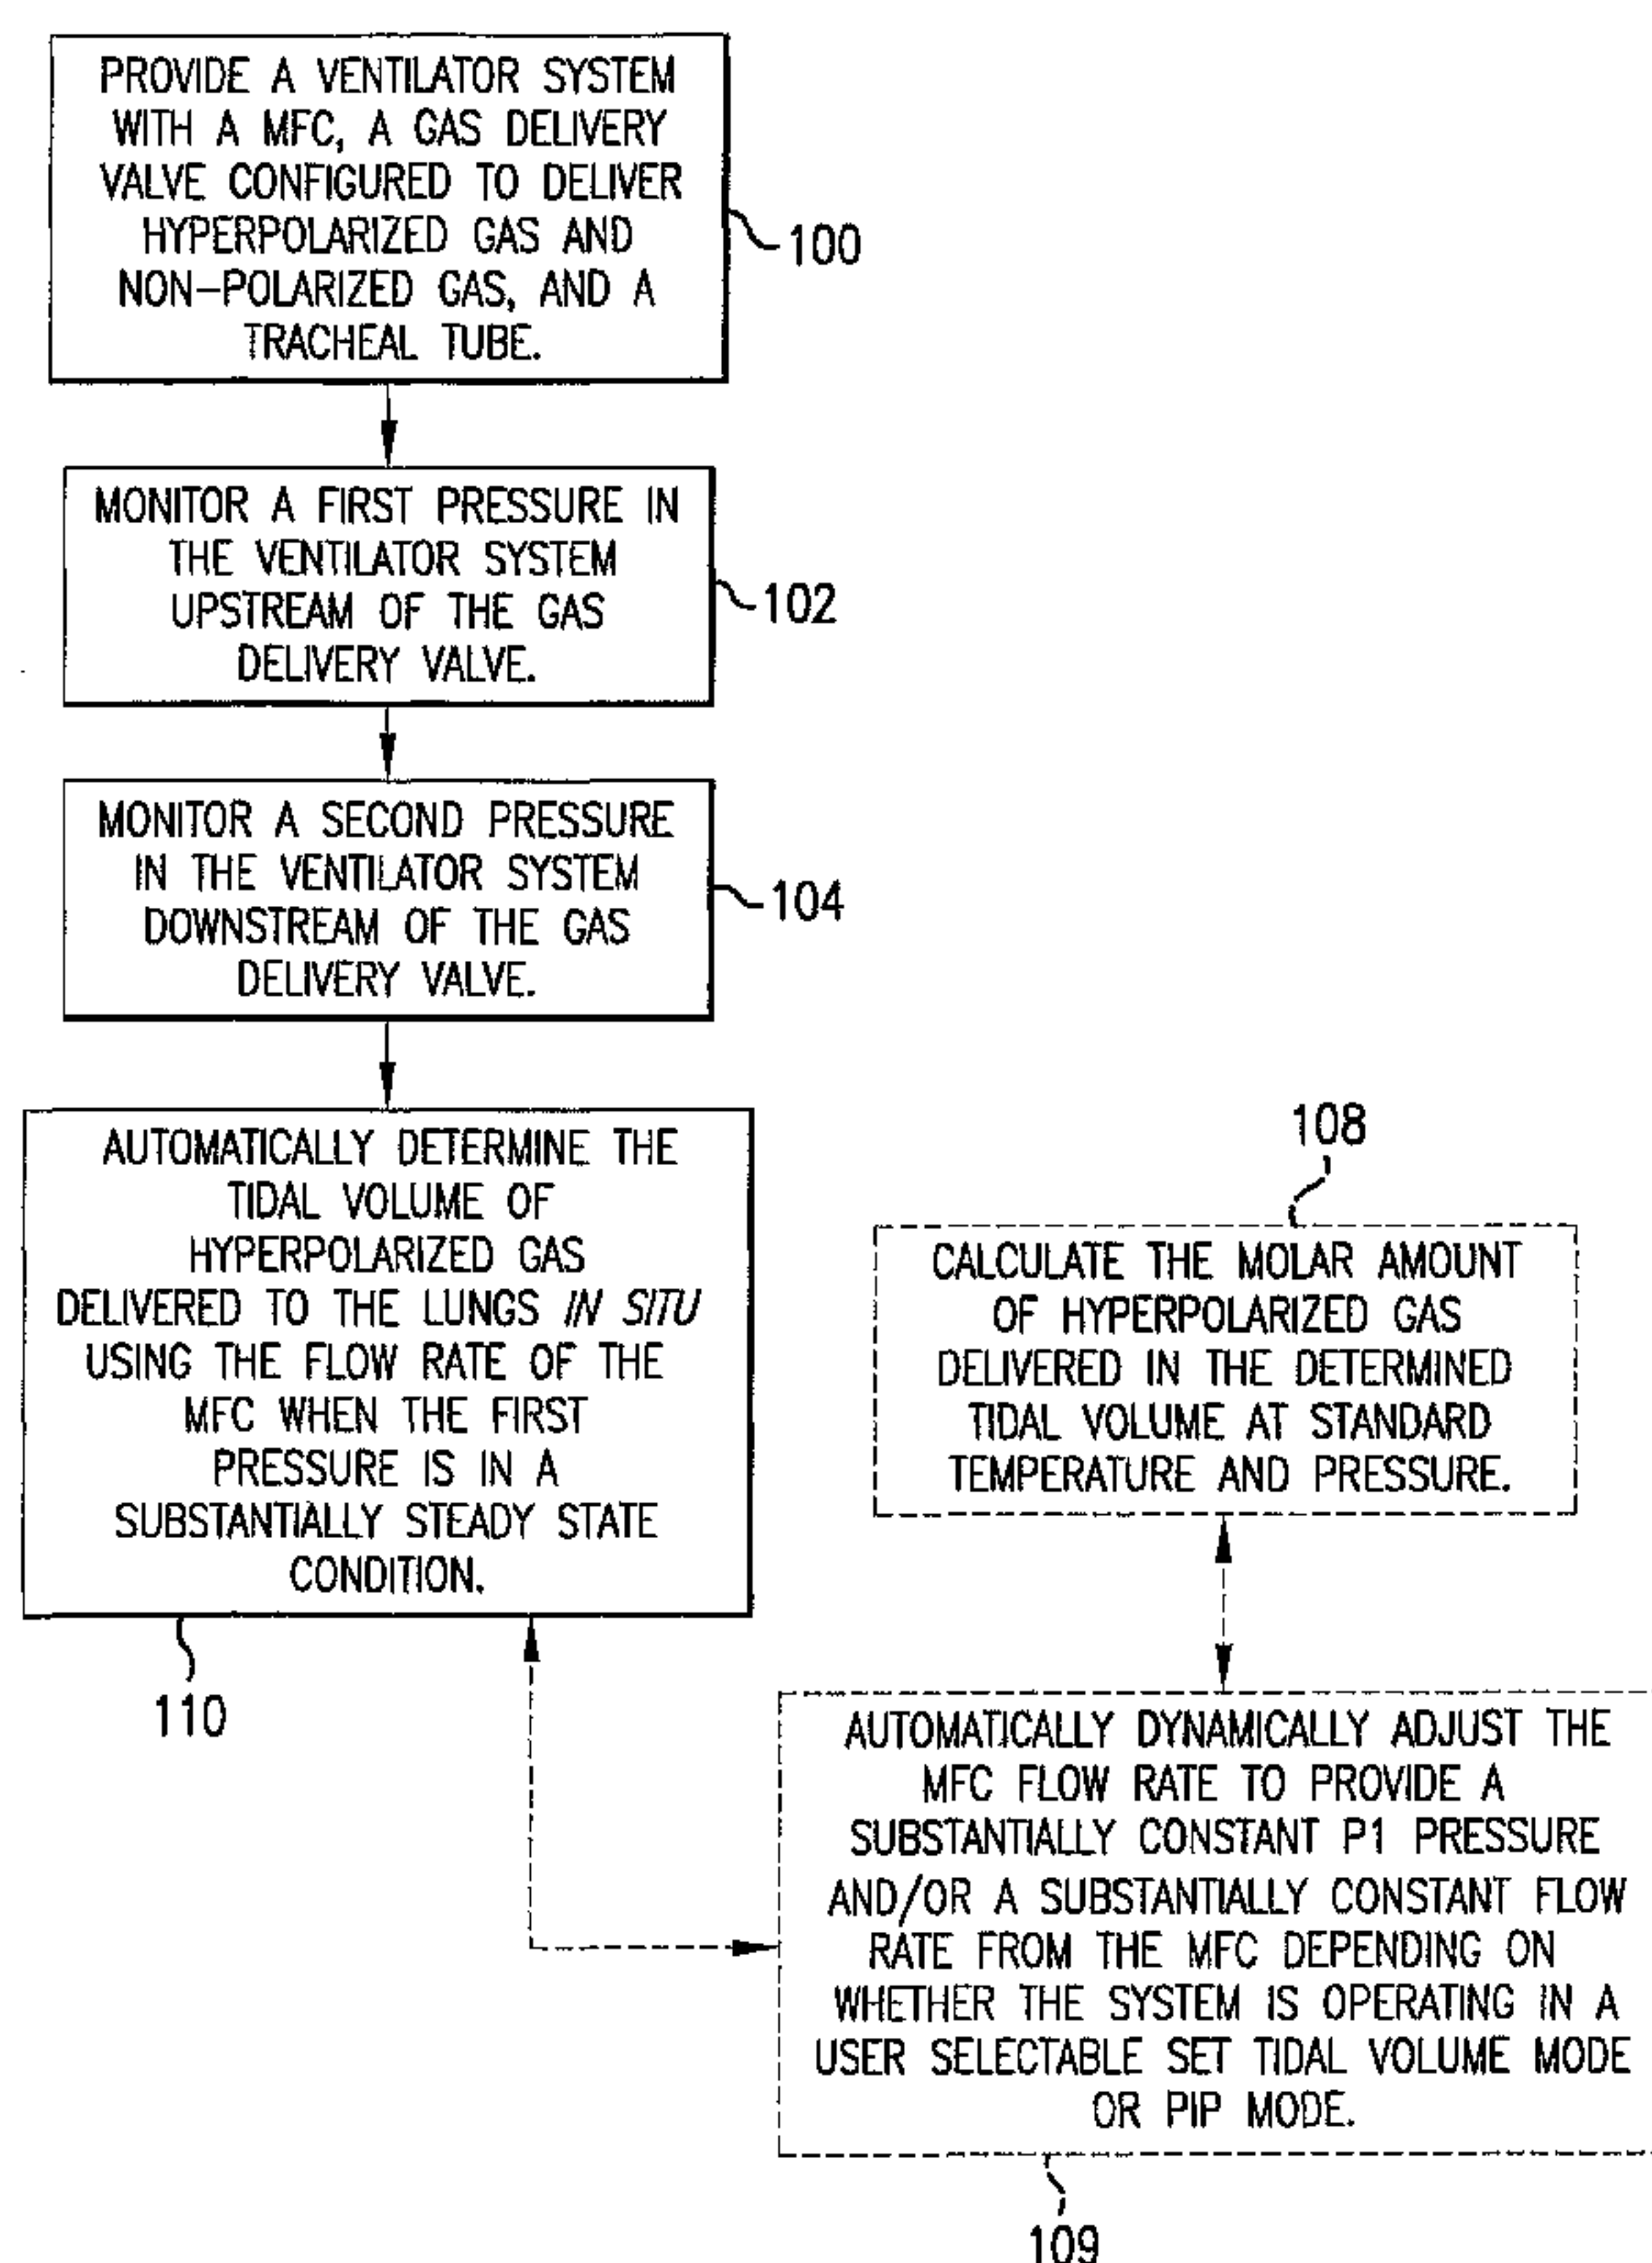 PROVIDE A VENTILATOR SYSTEM
WITH A MFC, A GAS DELIVERY
VALVE CONFIGURED TO DELIVER
HYPERPOLARIZED GAS AND
NON-POLARIZED GAS, AND A
TRACHEAL TUBE.
100
MONITOR A FIRST PRESSURE IN
THE VENTILATOR SYSTEM
UPSTREAM OF THE GAS
DELIVERY VALVE.
102
MONITOR A SECOND PRESSURE
IN THE VENTILATOR SYSTEM
DOWNSTREAM OF THE GAS
DELIVERY VALVE.
104
AUTOMATICALLY DETERMINE THE
TIDAL VOLUME OF
HYPERPOLARIZED GAS
DELIVERED TO THE LUNGS IN SITU
USING THE FLOW RATE OF THE
MFC WHEN THE FIRST
PRESSURE IS IN A
SUBSTANTIALLY STEADY STATE
CONDITION.
110
108
CALCULATE THE MOLAR AMOUNT
OF HYPERPOLARIZED GAS
DELIVERED IN THE DETERMINED
TIDAL VOLUME AT STANDARD
TEMPERATURE AND PRESSURE.
AUTOMATICALLY DYNAMICALLY ADJUST THE
MFC FLOW RATE TO PROVIDE A
SUBSTANTIALLY CONSTANT P1 PRESSURE
AND/OR A SUBSTANTIALLY CONSTANT FLOW
RATE FROM THE MFC DEPENDING ON
WHETHER THE SYSTEM IS OPERATING IN A
USER SELECTABLE SET TIDAL VOLUME MODE
OR PIP MODE.
109